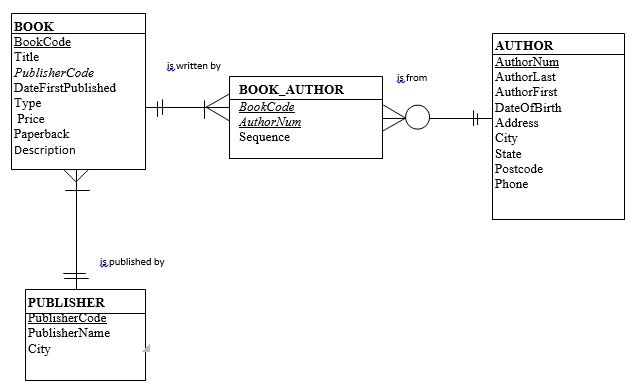 BOOK
BookCode
Title
PublisherCode
DateFirstPublished
Type
Price
Paperback
Description
is written by
BOOK_AUTHOR
BookCode
AuthorNum
Sequence
is from
AUTHOR
AuthorNum
AuthorLast
AuthorFirst
DateOfBirth
Address
City
State
Postcode
Phone
is published by
PUBLISHER
PublisherCode
PublisherName
City